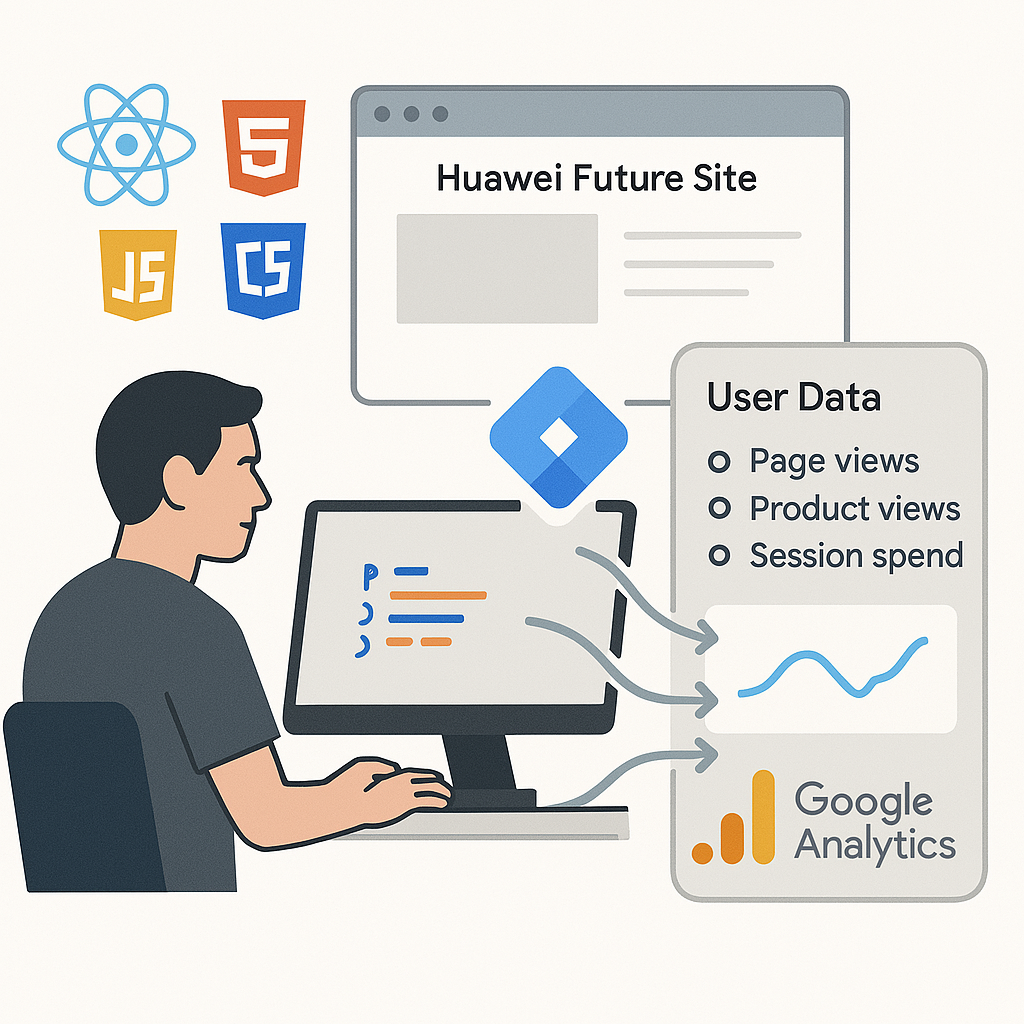 5
JS
CS
Huawei Future Site
User Data
Page views
Product views
Session spend
Google
Analytics